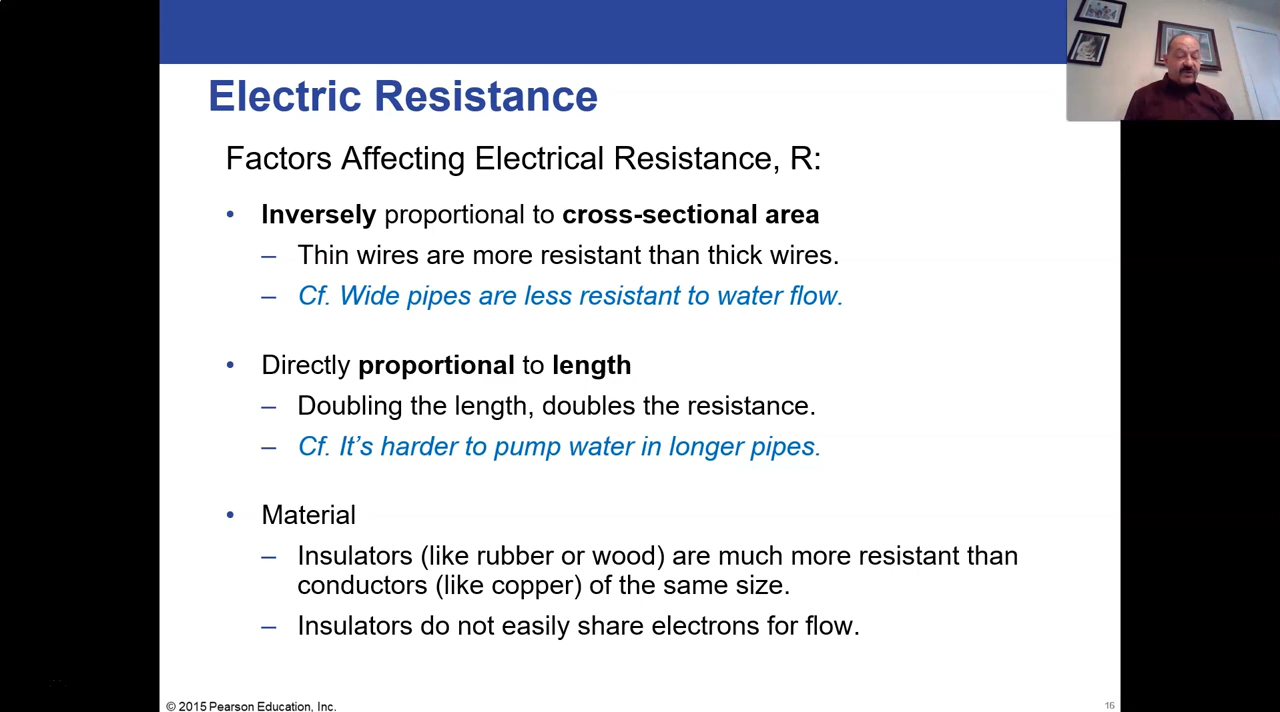 Electric Resistance
Factors Affecting Electrical Resistance, R:
• Inversely proportional to cross-sectional area
– Thin wires are more resistant than thick wires.
– Cf. Wide pipes are less resistant to water flow.
• Directly proportional to length
– Doubling the length, doubles the resistance.
– Cf. It’s harder to pump water in longer pipes.
• Material
– Insulators (like rubber or wood) are much more resistant than
conductors (like copper) of the same size.
– Insulators do not easily share electrons for flow.
© 2015 Pearson Education, Inc.
16